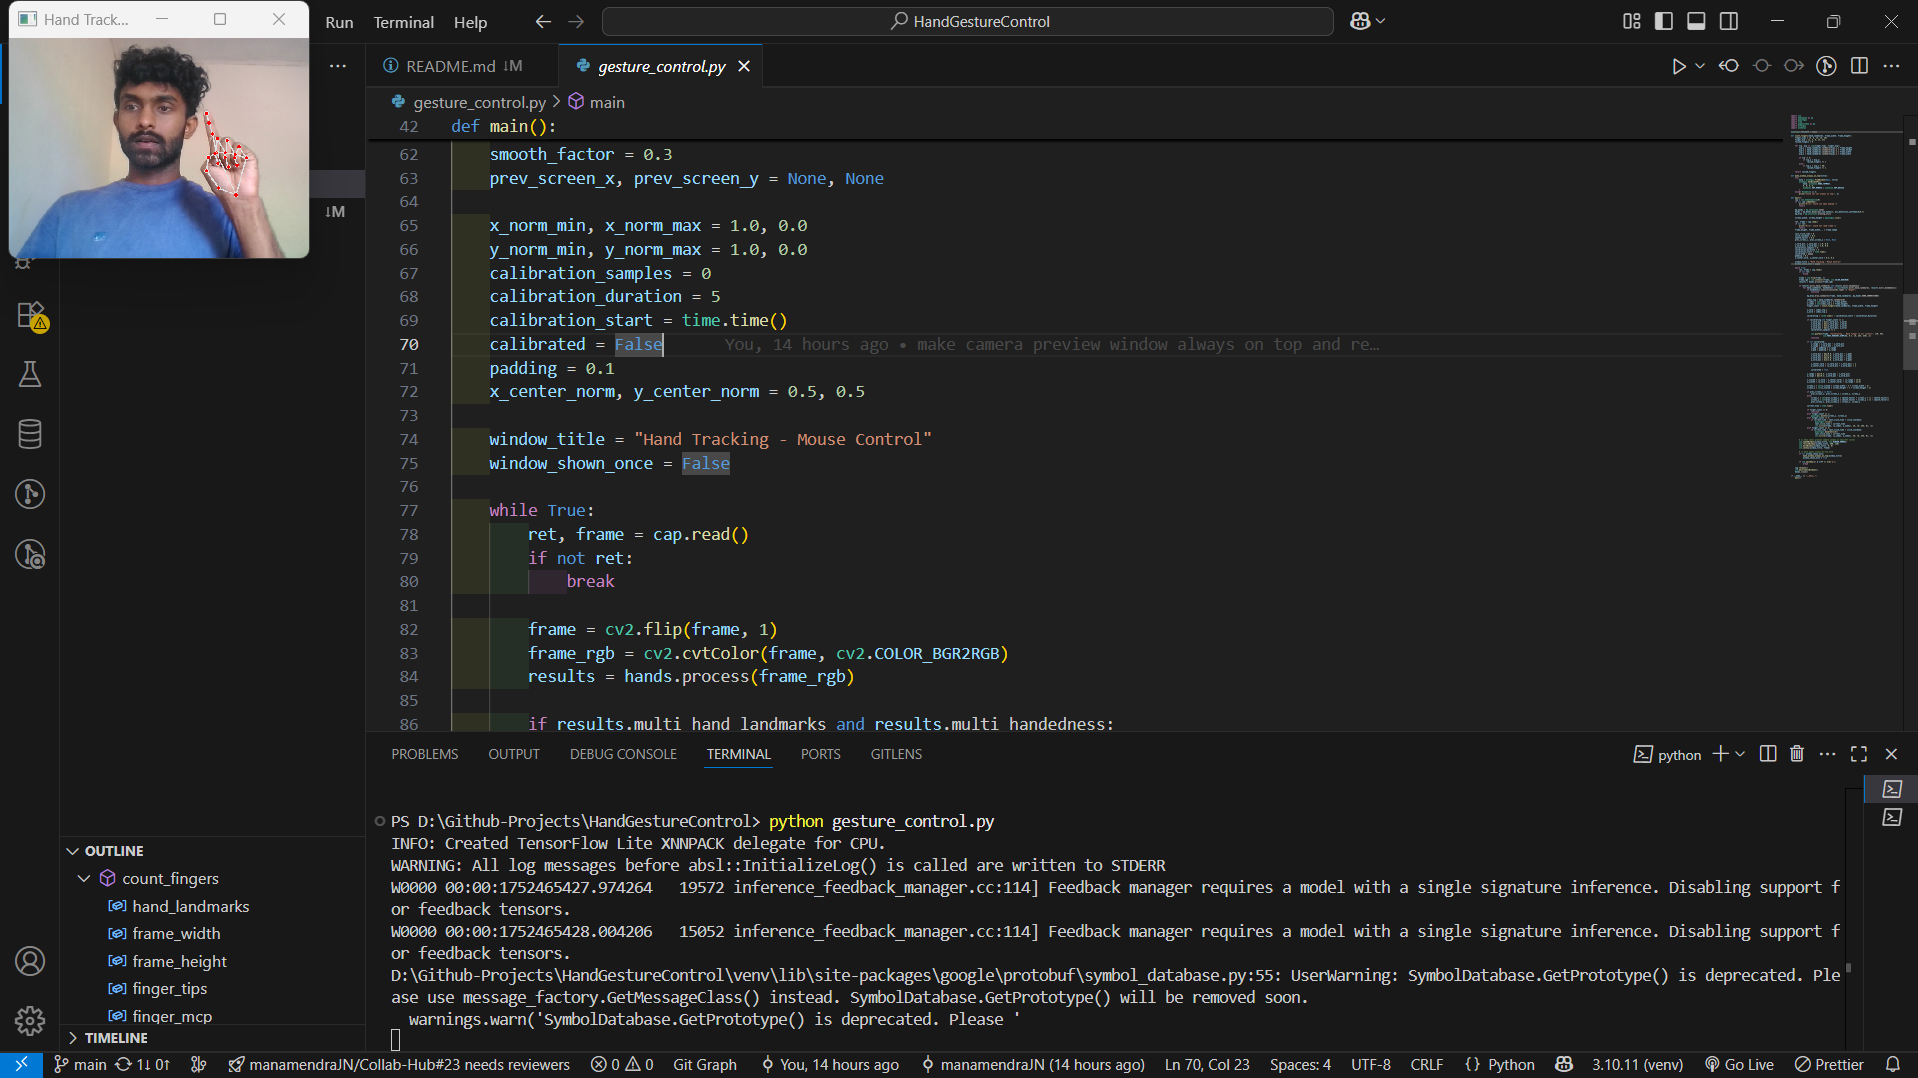 Hand Track...
Run Terminal Help
HandGestureControl
README.md ↓M
gesture_control.py
gesture_control.py > main
↓M
42 def main():
62 smooth_factor = 0.3
63 prev_screen_x, prev_screen_y = None, None
64
65 x_norm_min, x_norm_max = 1.0, 0.0
66 y_norm_min, y_norm_max = 1.0, 0.0
67 calibration_samples = 0
68 calibration_duration = 5
69 calibration_start = time.time()
70 calibrated = False You, 14 hours ago • make camera preview window always on top and re…
71 padding = 0.1
72 x_center_norm, y_center_norm = 0.5, 0.5
73
74 window_title = "Hand Tracking - Mouse Control"
75 window_shown_once = False
76
77 while True:
78 ret, frame = cap.read()
79 if not ret:
80 break
81
82 frame = cv2.flip(frame, 1)
83 frame_rgb = cv2.cvtColor(frame, cv2.COLOR_BGR2RGB)
84 results = hands.process(frame_rgb)
85
86 if results.multi_hand_landmarks and results.multi_handedness:
PROBLEMS OUTPUT DEBUG CONSOLE TERMINAL PORTS GITLENS
python
PS D:\Github-Projects\HandGestureControl> python gesture_control.py
INFO: Created TensorFlow Lite XNNPACK delegate for CPU.
WARNING: All log messages before absl::InitializeLog() is called are written to STDERR
W0000 00:00:1752465427.974264 19572 inference_feedback_manager.cc:114] Feedback manager requires a model with a single signature inference. Disabling support f
or feedback tensors.
W0000 00:00:1752465428.004206 15052 inference_feedback_manager.cc:114] Feedback manager requires a model with a single signature inference. Disabling support f
or feedback tensors.
D:\Github-Projects\HandGestureControl\venv\lib\site-packages\google\protobuf\symbol_database.py:55: UserWarning: SymbolDatabase.GetPrototype() is deprecated. Ple
ase use message_factory.GetMessageClass() instead. SymbolDatabase.GetPrototype() will be removed soon.
warnings.warn('SymbolDatabase.GetPrototype() is deprecated. Please '
OUTLINE
count_fingers
hand_landmarks
frame_width
frame_height
finger_tips
finger_mcp
TIMELINE
main 1↓ 0↑ manamendraJN/Collab-Hub#23 needs reviewers 0 0 Git Graph You, 14 hours ago manamendraJN (14 hours ago) Ln 70, Col 23 Spaces: 4 UTF-8 CRLF {} Python 3.10.11 (venv) Go Live Prettier